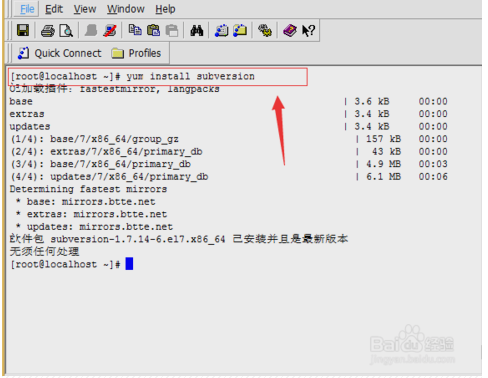 File Edit View Window Help
Quick Connect Profiles
[root@localhost ~]# yum install subversion
已加载插件：fastestmirror, langpacks
base | 3.6 kB 00:00
extras | 3.4 kB 00:00
updates | 3.4 kB 00:00
(1/4): base/7/x86_64/group_gz | 157 kB 00:00
(2/4): extras/7/x86_64/primary_db | 43 kB 00:00
(3/4): base/7/x86_64/primary_db | 4.9 MB 00:03
(4/4): updates/7/x86_64/primary_db | 6.1 MB 00:06
Determining fastest mirrors
* base: mirrors.btte.net
* extras: mirrors.btte.net
* updates: mirrors.btte.net
软件包 subversion-1.7.14-6.el7.x86_64 已安装并且是最新版本
无须任何处理
[root@localhost ~]#
Baidu 经验
jingyan.baidu.com